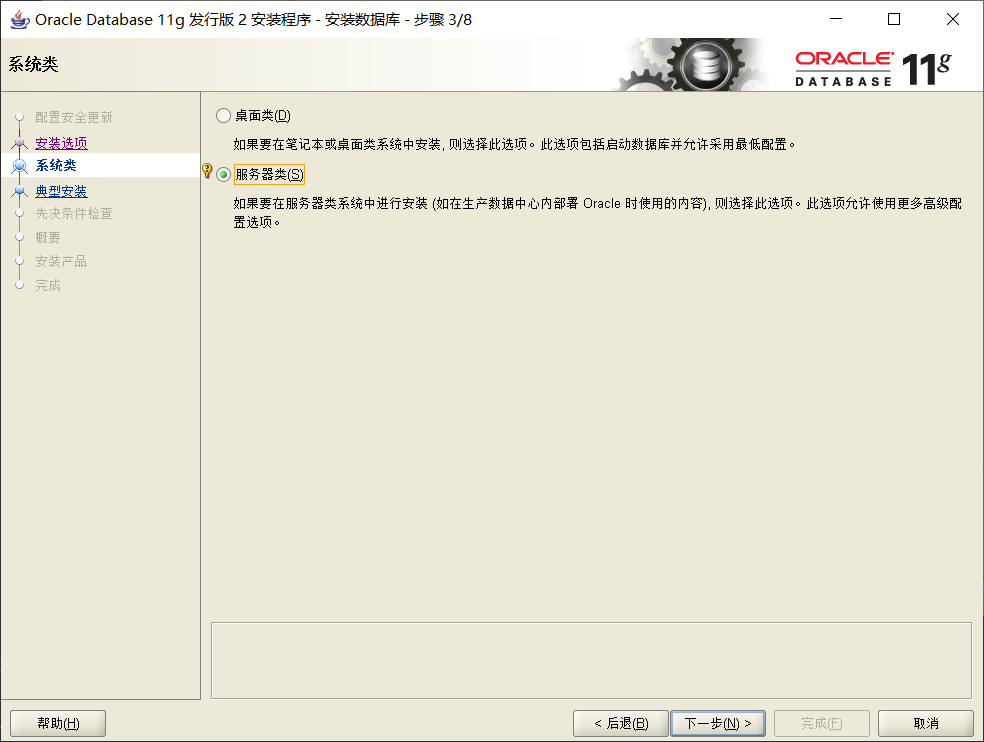 Oracle Database 11g 发行版 2 安装程序 - 安装数据库 - 步骤 3/8
系统类
ORACLE
DATABASE
11g
配置安全更新
安装选项
系统类
典型安装
先决条件检查
概要
安装产品
完成
桌面类(D)
如果要在笔记本或桌面类系统中安装, 则选择此选项。此选项包括启动数据库并允许采用最低配置。
服务器类(S)
如果要在服务器类系统中进行安装 (如在生产数据中心内部署 Oracle 时使用的内容), 则选择此选项。此选项允许使用更多高级配
置选项。
帮助(H)
< 后退(B)
下一步(N) >
完成(F)
取消